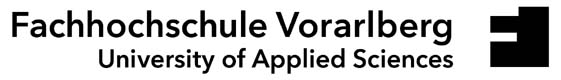 Fachhochschule Vorarlberg
University of Applied Sciences